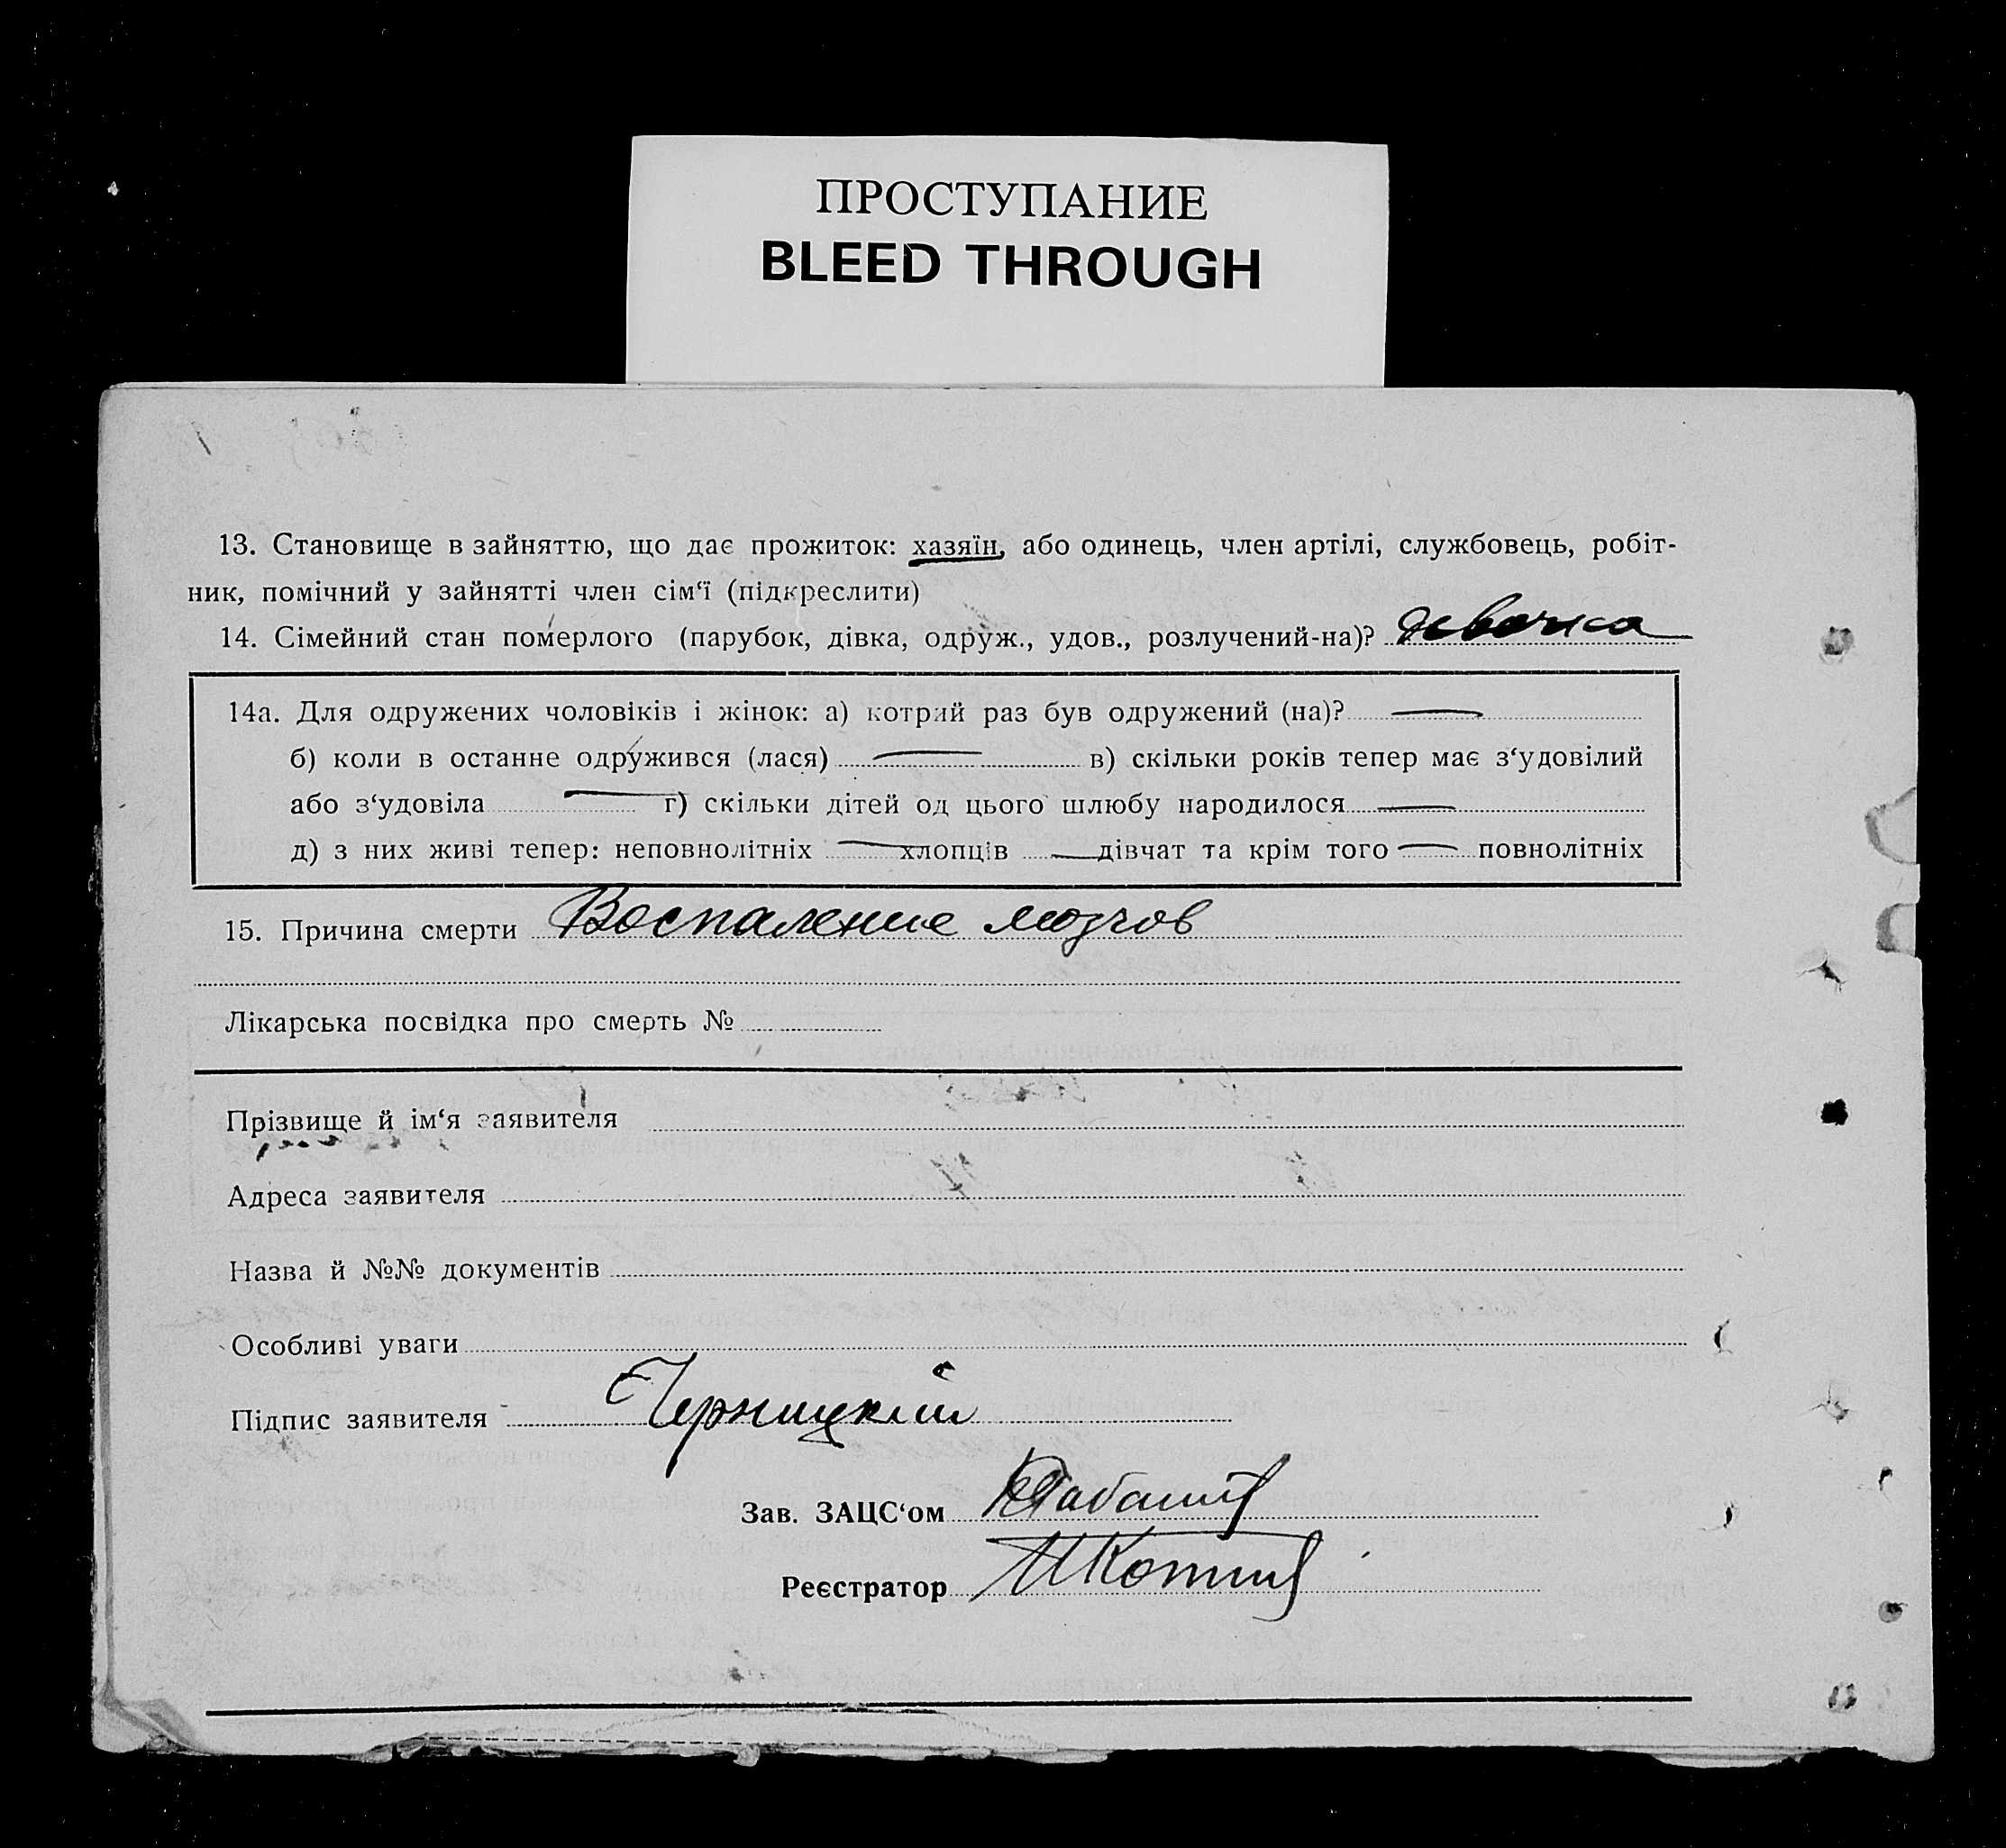 ПРОСТУПАНИЕ
BLEED THROUGH
13. Становище в зайняттю, що дає прожиток: хазяїн, або одинець, член артілі, службовець, робіт-
ник, помічний у зайнятті член сім‘ї (підкреслити)
14. Сімейний стан померлого (парубок, дівка, одруж., удов., розлучений-на)? девочка
14а. Для одружених чоловіків і жінок: а) котрий раз був одружений (на)? —
б) коли в останне одружився (лася) — в) скільки років тепер має з‘удовілий
або з‘удовіла — г) скільки дітей од цього шлюбу народилося —
д) з них живі тепер: неповнолітніх — хлопців — дівчат та крім того — повнолітніх
15. Причина смерти Воспаление мозгов
Лікарська посвідка про смерть №
Прізвище й ім‘я заявителя
Адреса заявителя
Назва й №№ документів
Особливі уваги
Підпис заявителя Черницкий
Зав. ЗАЦС‘ом
Реєстратор